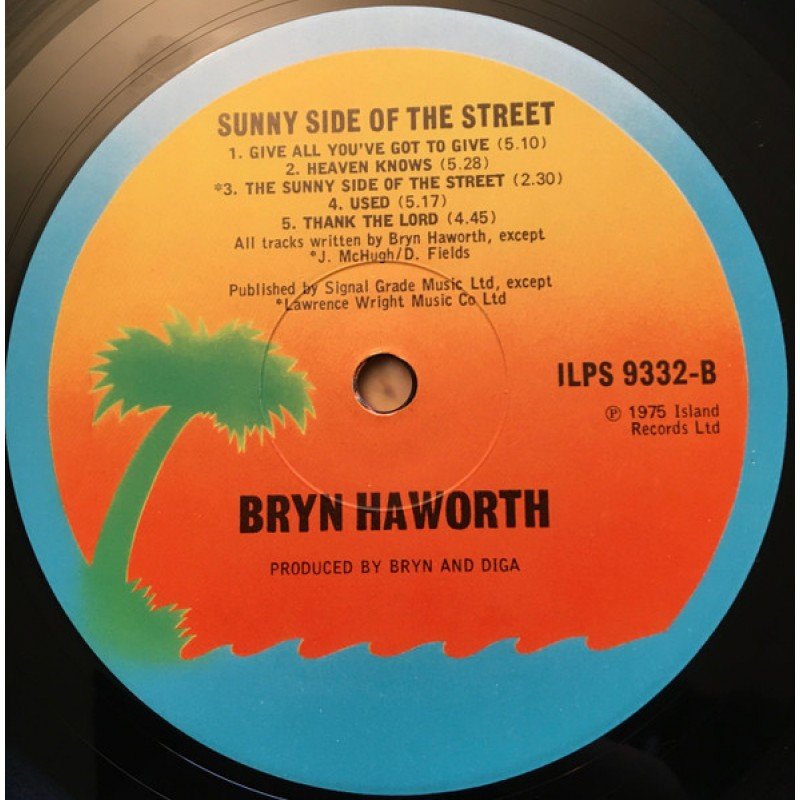 SUNNY SIDE OF THE STREET
1. GIVE ALL YOU'VE GOT TO GIVE (5.10)
2. HEAVEN KNOWS (5.28)
*3. THE SUNNY SIDE OF THE STREET (2.30)
4. USED (5.17)
5. THANK THE LORD (4.45)
All tracks written by Bryn Haworth, except
*J. McHugh/D. Fields
Published by Signal Grade Music Ltd, except
*Lawrence Wright Music Co Ltd
ILPS 9332-B
℗ 1975 Island
Records Ltd
BRYN HAWORTH
PRODUCED BY BRYN AND DIGA